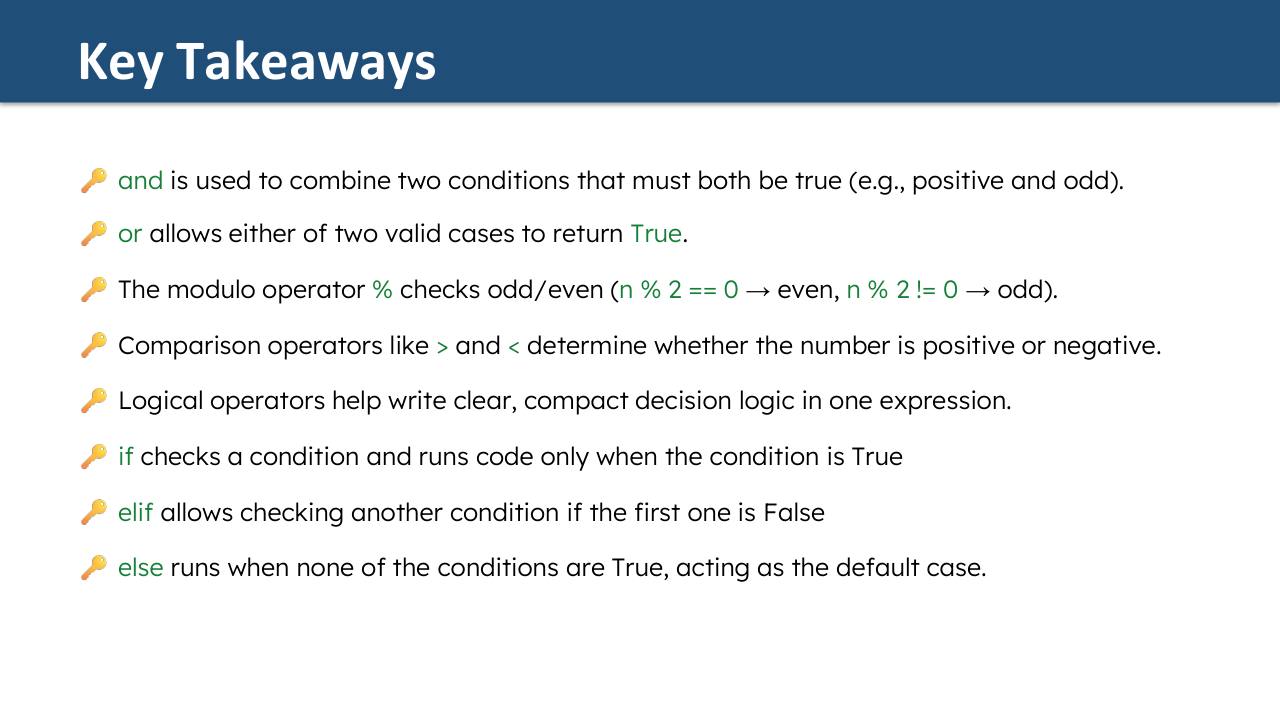 Key Takeaways
🔑 and is used to combine two conditions that must both be true (e.g., positive and odd).
🔑 or allows either of two valid cases to return True.
🔑 The modulo operator % checks odd/even (n % 2 == 0 → even, n % 2 != 0 → odd).
🔑 Comparison operators like > and < determine whether the number is positive or negative.
🔑 Logical operators help write clear, compact decision logic in one expression.
🔑 if checks a condition and runs code only when the condition is True
🔑 elif allows checking another condition if the first one is False
🔑 else runs when none of the conditions are True, acting as the default case.